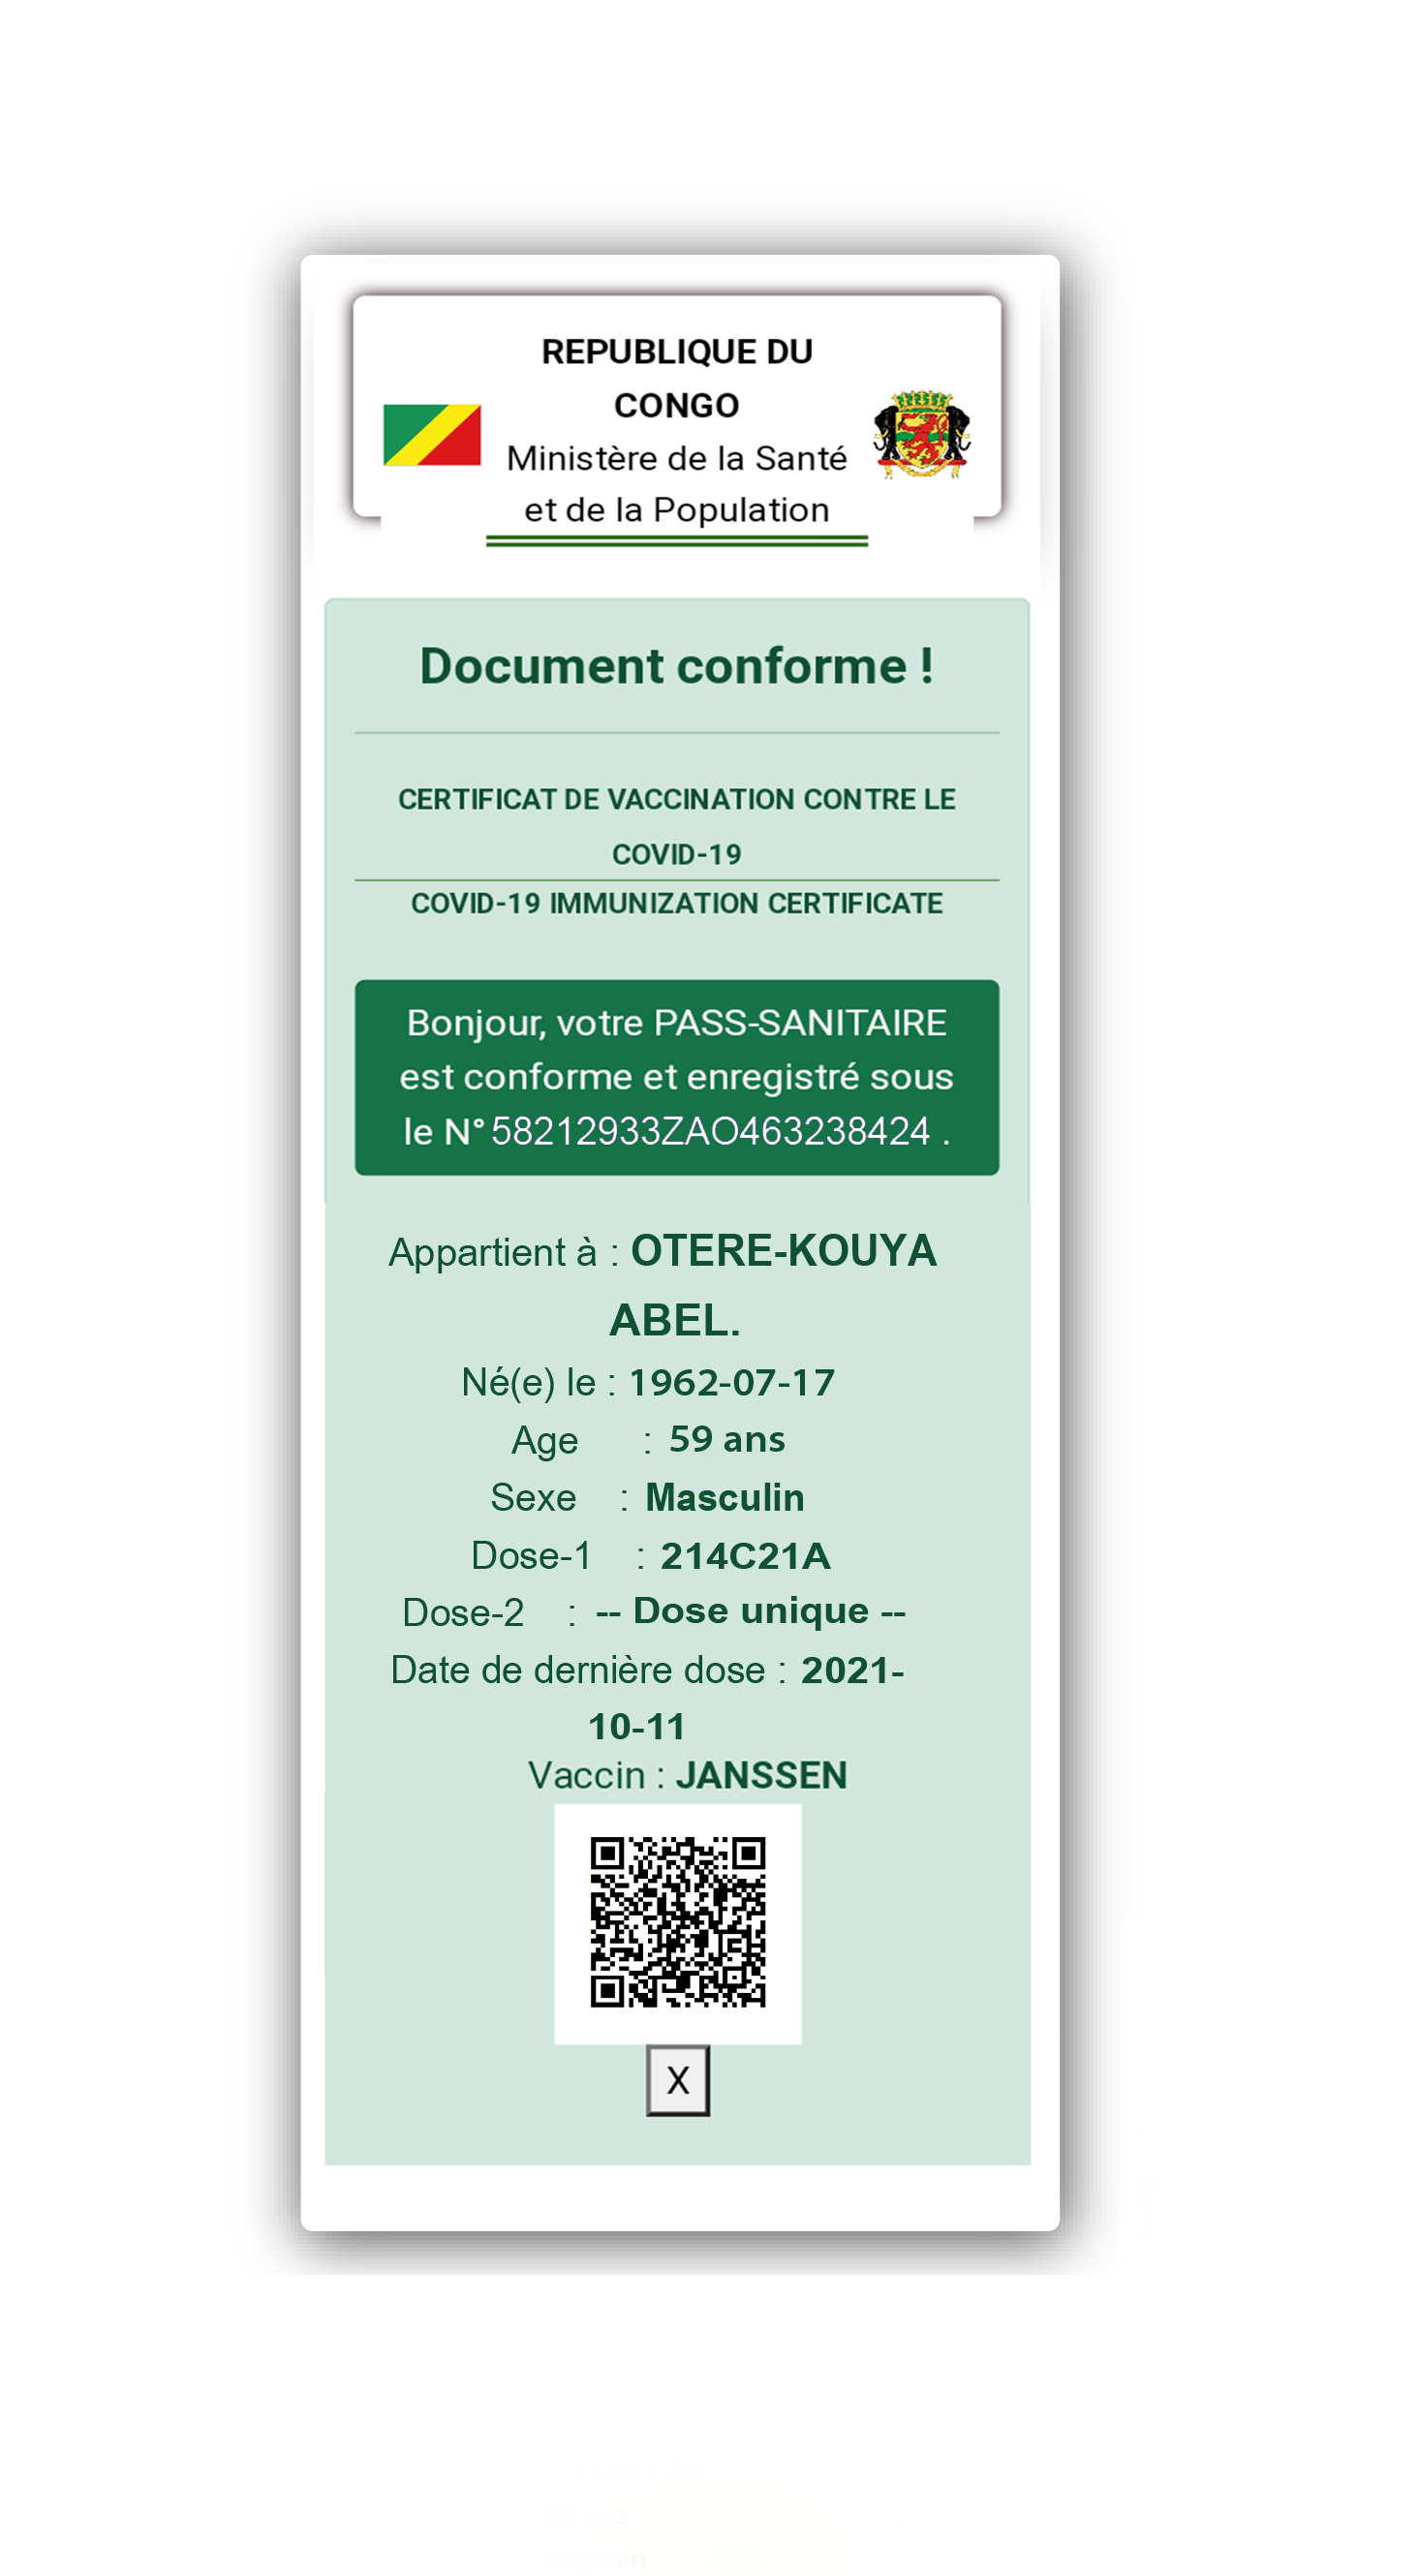 REPUBLIQUE DU
CONGO
Ministère de la Santé
et de la Population
Document conforme !
CERTIFICAT DE VACCINATION CONTRE LE
COVID-19
COVID-19 IMMUNIZATION CERTIFICATE
Bonjour, votre PASS-SANITAIRE
est conforme et enregistré sous
le N° 58212933ZAO463238424 .
Appartient à : OTERE-KOUYA
ABEL.
Né(e) le : 1962-07-17
Age : 59 ans
Sexe : Masculin
Dose-1 : 214C21A
Dose-2 : -- Dose unique --
Date de dernière dose : 2021-
10-11
Vaccin : JANSSEN
X